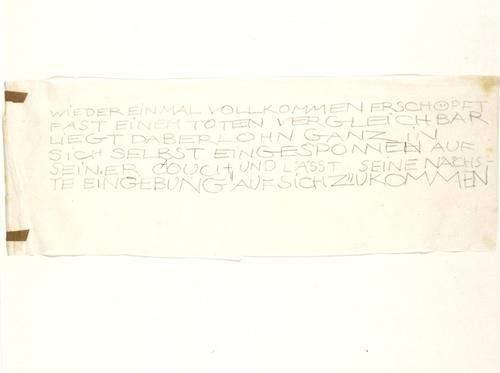 WIEDER EINMAL VOLLKOMMEN ERSCHÖPFT
FAST EINEM TOTEN VERGLEICHBAR
LIEGT DABERLOHN GANZ IN
SICH SELBST EINGESPONNEN AUF
SEINER COUCH UND LÄSST SEINE NÄCHS-
TE EINGEBUNG AUF SICH ZUKOMMEN